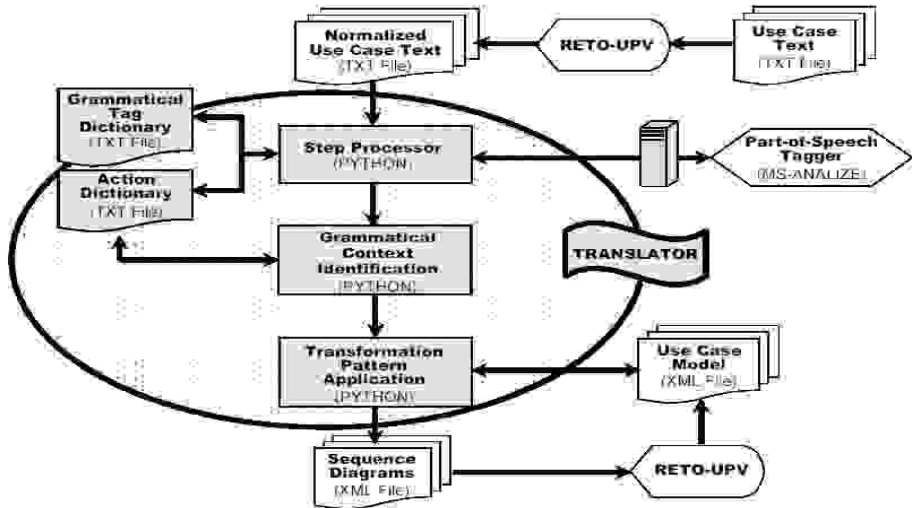 Normalized
Use Case Text
(TXT File)
RETO-UPV
Use Case
Text
(TXT File)
Grammatical
Tag
Dictionary
(TXT File)
Step Processor
(PYTHON)
Part-of-Speech
Tagger
(MS-ANALIZE)
Action
Dictionary
(TXT File)
Grammatical
Context
Identification
(PYTHON)
TRANSLATOR
Transformation
Pattern
Application
(PYTHON)
Use Case
Model
(XML File)
Sequence
Diagrams
(XML File)
RETO-UPV